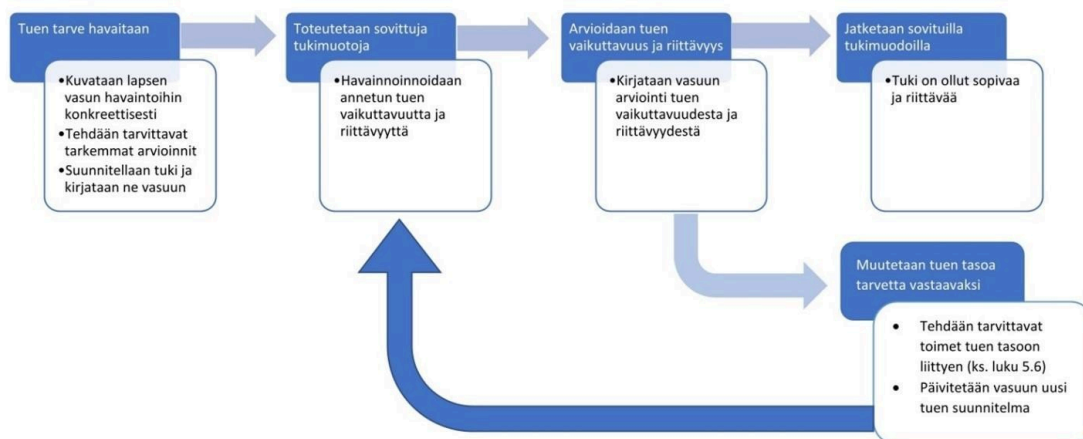 Tuen tarve havaitaan
•Kuvataan lapsen
vasun havaintoihin
konkreettisesti
•Tehdään tarvittavat
tarkemmat arvioinnit
•Suunnitellaan tuki ja
kirjataan ne vasuun
Toteutetaan sovittuja
tukimuotoja
•Havainnoinnoidaan
annetun tuen
vaikuttavuutta ja
riittävyyttä
Arvioidaan tuen
vaikuttavuus ja riittävyys
•Kirjataan vasuun
arviointi tuen
vaikuttavuudesta ja
riittävyydestä
Jatketaan sovituilla
tukimuodoilla
•Tuki on ollut sopivaa
ja riittävää
Muutetaan tuen tasoa
tarvetta vastaavaksi
• Tehdään tarvittavat
toimet tuen tasoon
liittyen (ks. luku 5.6)
• Päivitetään vasuun uusi
tuen suunnitelma